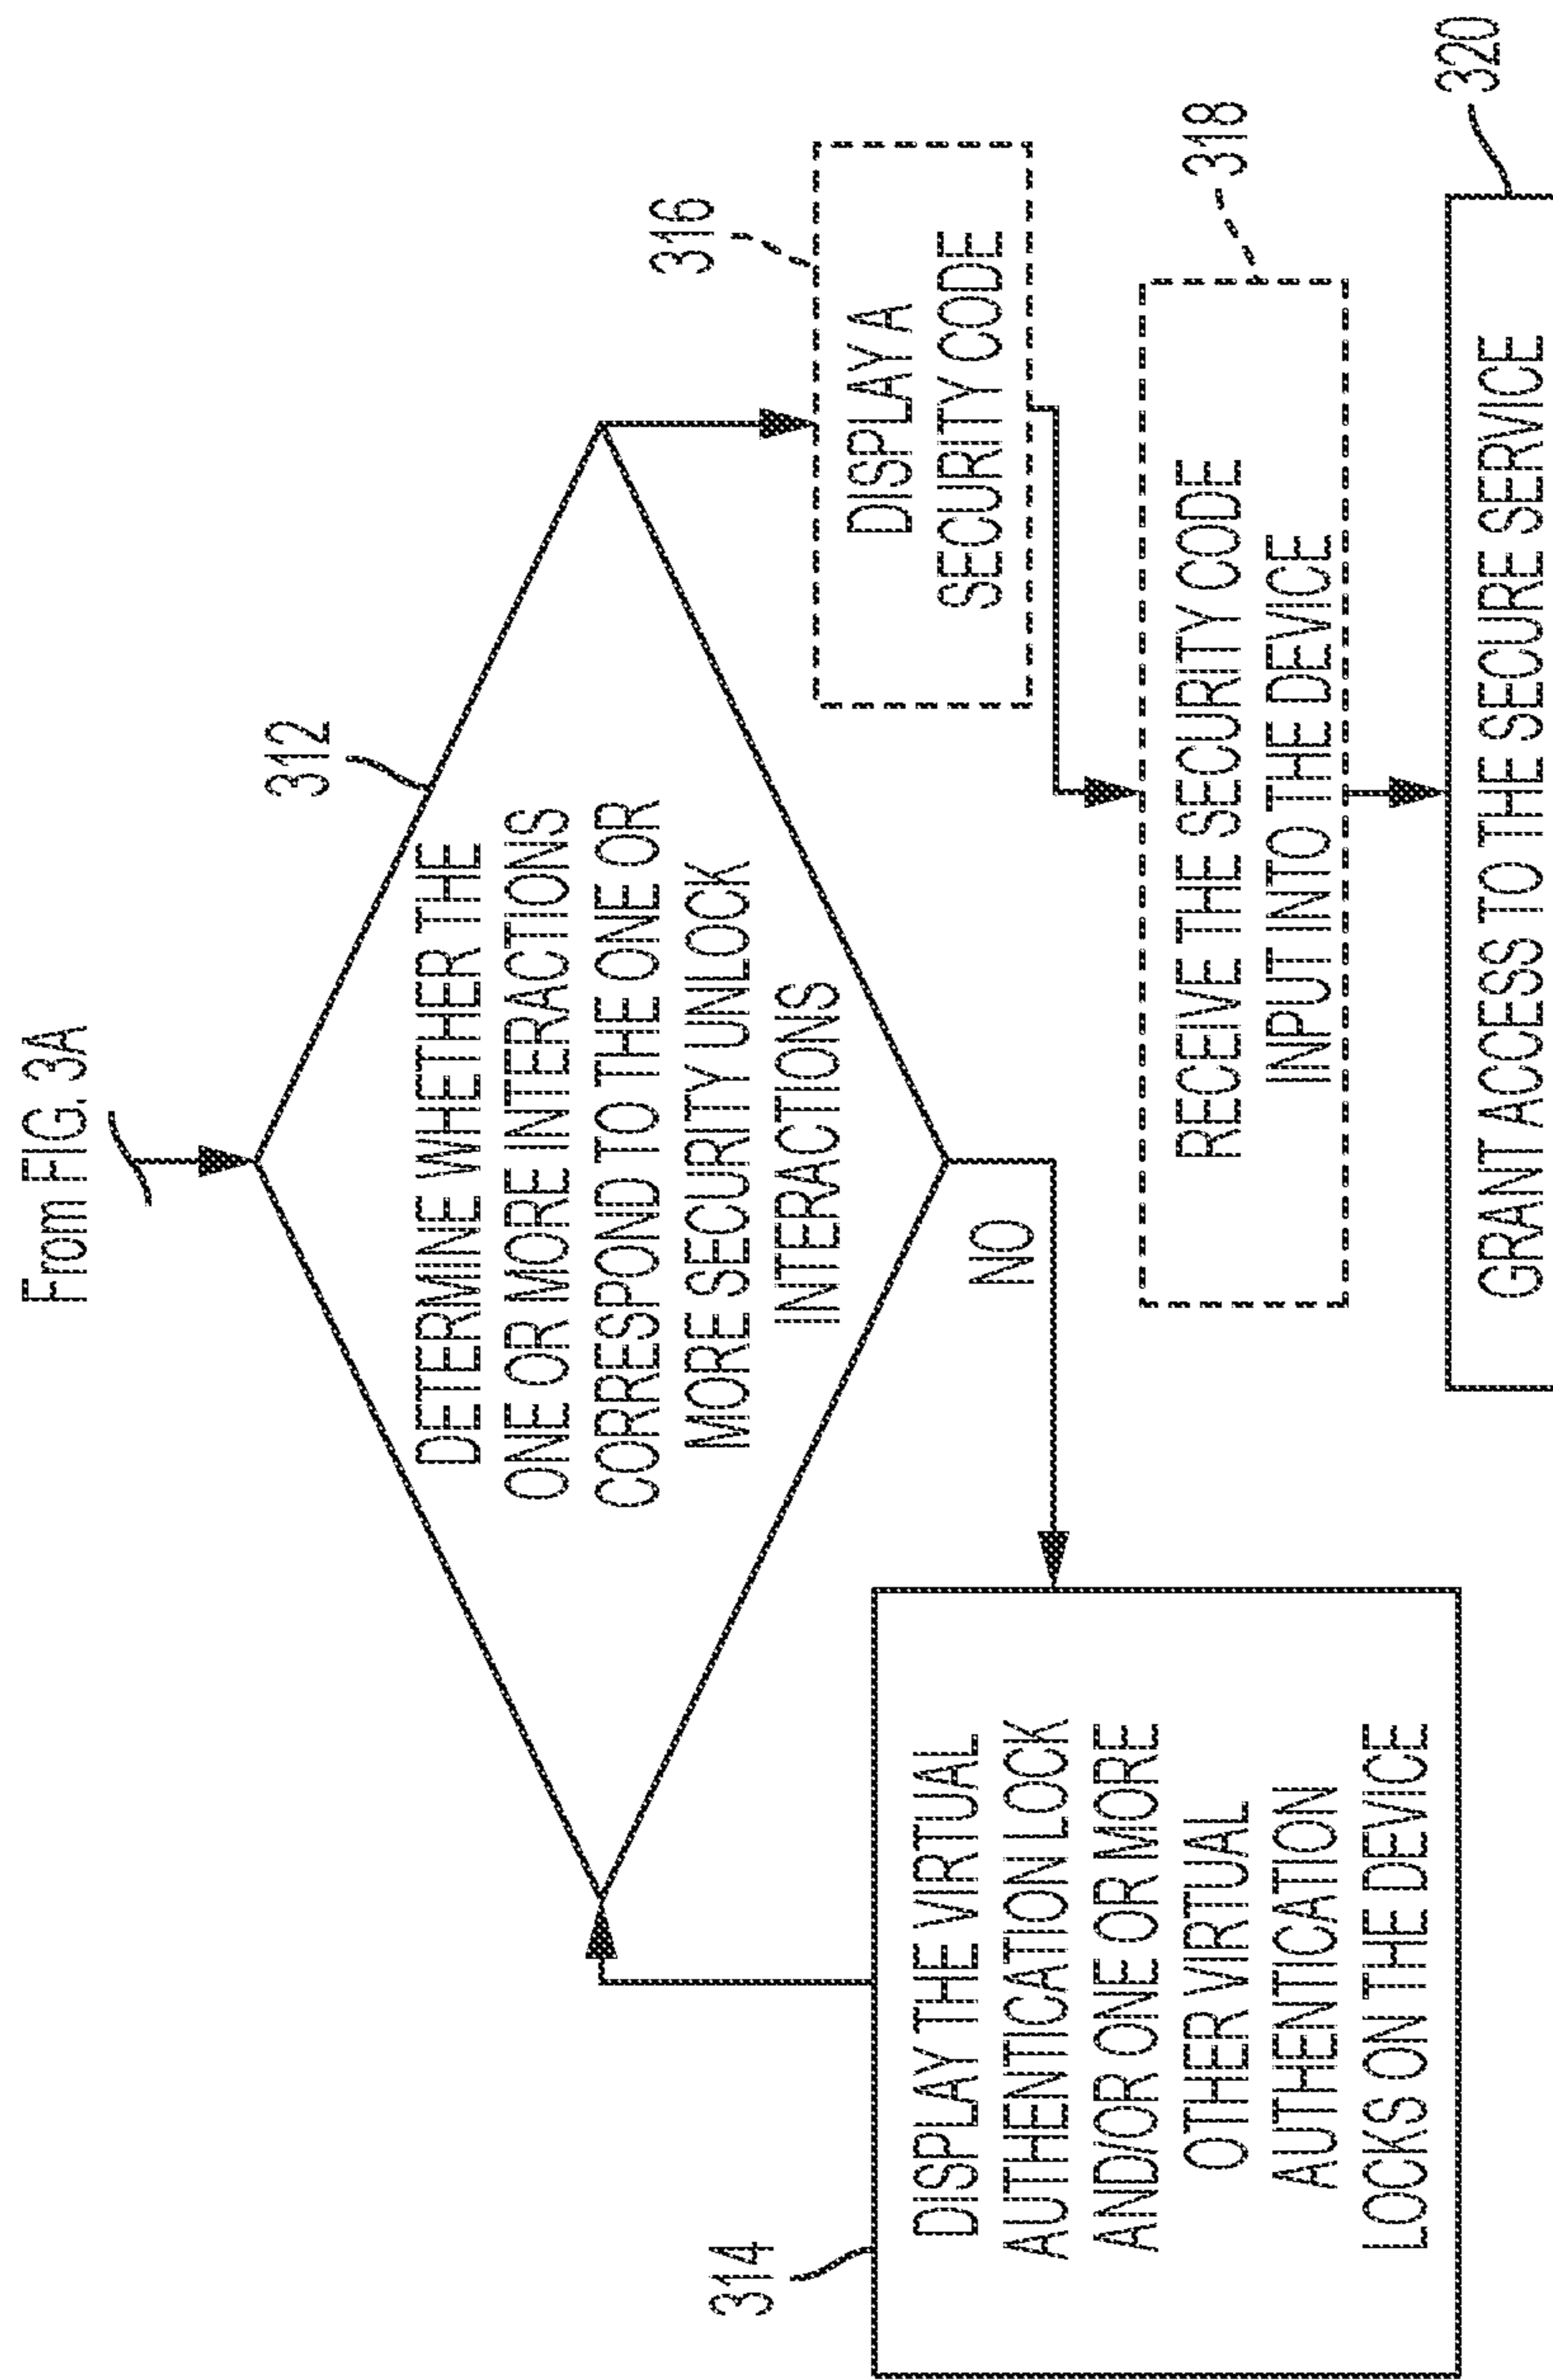 From FIG. 3A
312
DETERMINE WHETHER THE
ONE OR MORE INTERACTIONS
CORRESPOND TO THE ONE OR
MORE SECURITY UNLOCK
INTERACTIONS
NO
314
DISPLAY THE VIRTUAL
AUTHENTICATION LOCK
AND/OR ONE OR MORE
OTHER VIRTUAL
AUTHENTICATION
LOCKS ON THE DEVICE
316
DISPLAY A
SECURITY CODE
318
RECEIVE THE SECURITY CODE
INPUT INTO THE DEVICE
320
GRANT ACCESS TO THE SECURE SERVICE